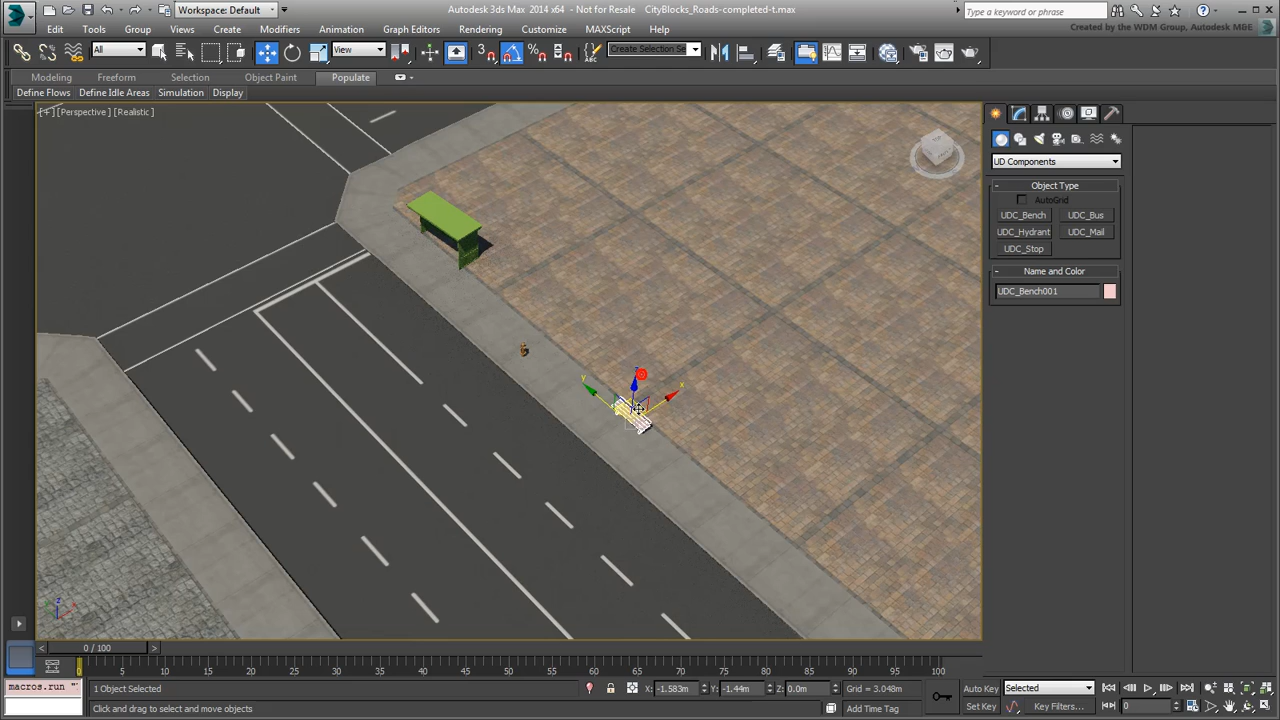 Workspace: Default
Autodesk 3ds Max 2014 x64 - Not for Resale CityBlocks_Roads-completed-t.max
Type a keyword or phrase
Edit Tools Group Views Create Modifiers Animation Graph Editors Rendering Customize MAXScript Help
Created by the WDM Group, Autodesk MBE
All View Create Selection Se
Modeling Freeform Selection Object Paint Populate
Define Flows Define Idle Areas Simulation Display
[+] [Perspective] [Realistic]
UD Components
- Object Type
AutoGrid
UDC_Bench UDC_Bus
UDC_Hydrant UDC_Mail
UDC_Stop
- Name and Color
UDC_Bench001
y x
z x
< 0 / 100 >
0 5 10 15 20 25 30 35 40 45 50 55 60 65 70 75 80 85 90 95 100
macros.run "
1 Object Selected X: -1.583m Y: -1.44m Z: 0.0m Grid = 3.048m Auto Key Selected
Click and drag to select and move objects Add Time Tag Set Key Key Filters... 0